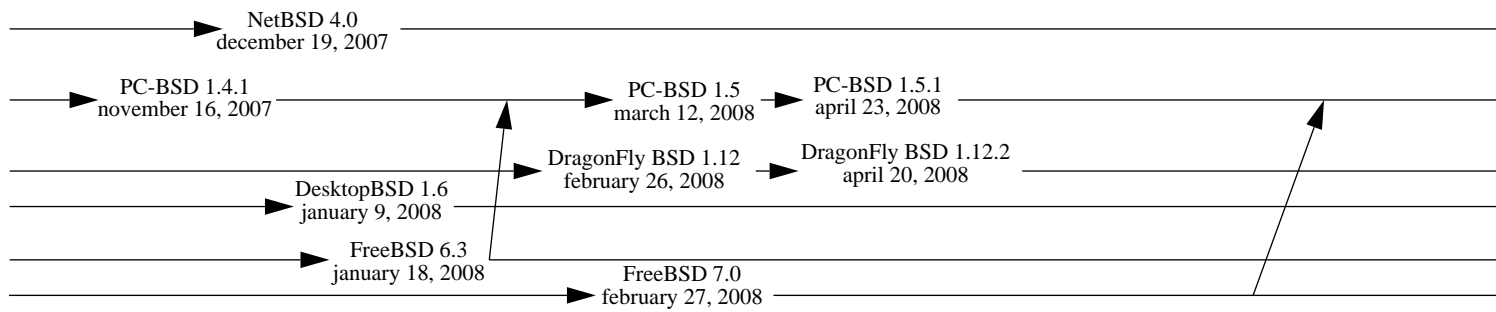 NetBSD 4.0
december 19, 2007
PC-BSD 1.4.1
november 16, 2007
PC-BSD 1.5
march 12, 2008
PC-BSD 1.5.1
april 23, 2008
DragonFly BSD 1.12
february 26, 2008
DragonFly BSD 1.12.2
april 20, 2008
DesktopBSD 1.6
january 9, 2008
FreeBSD 6.3
january 18, 2008
FreeBSD 7.0
february 27, 2008